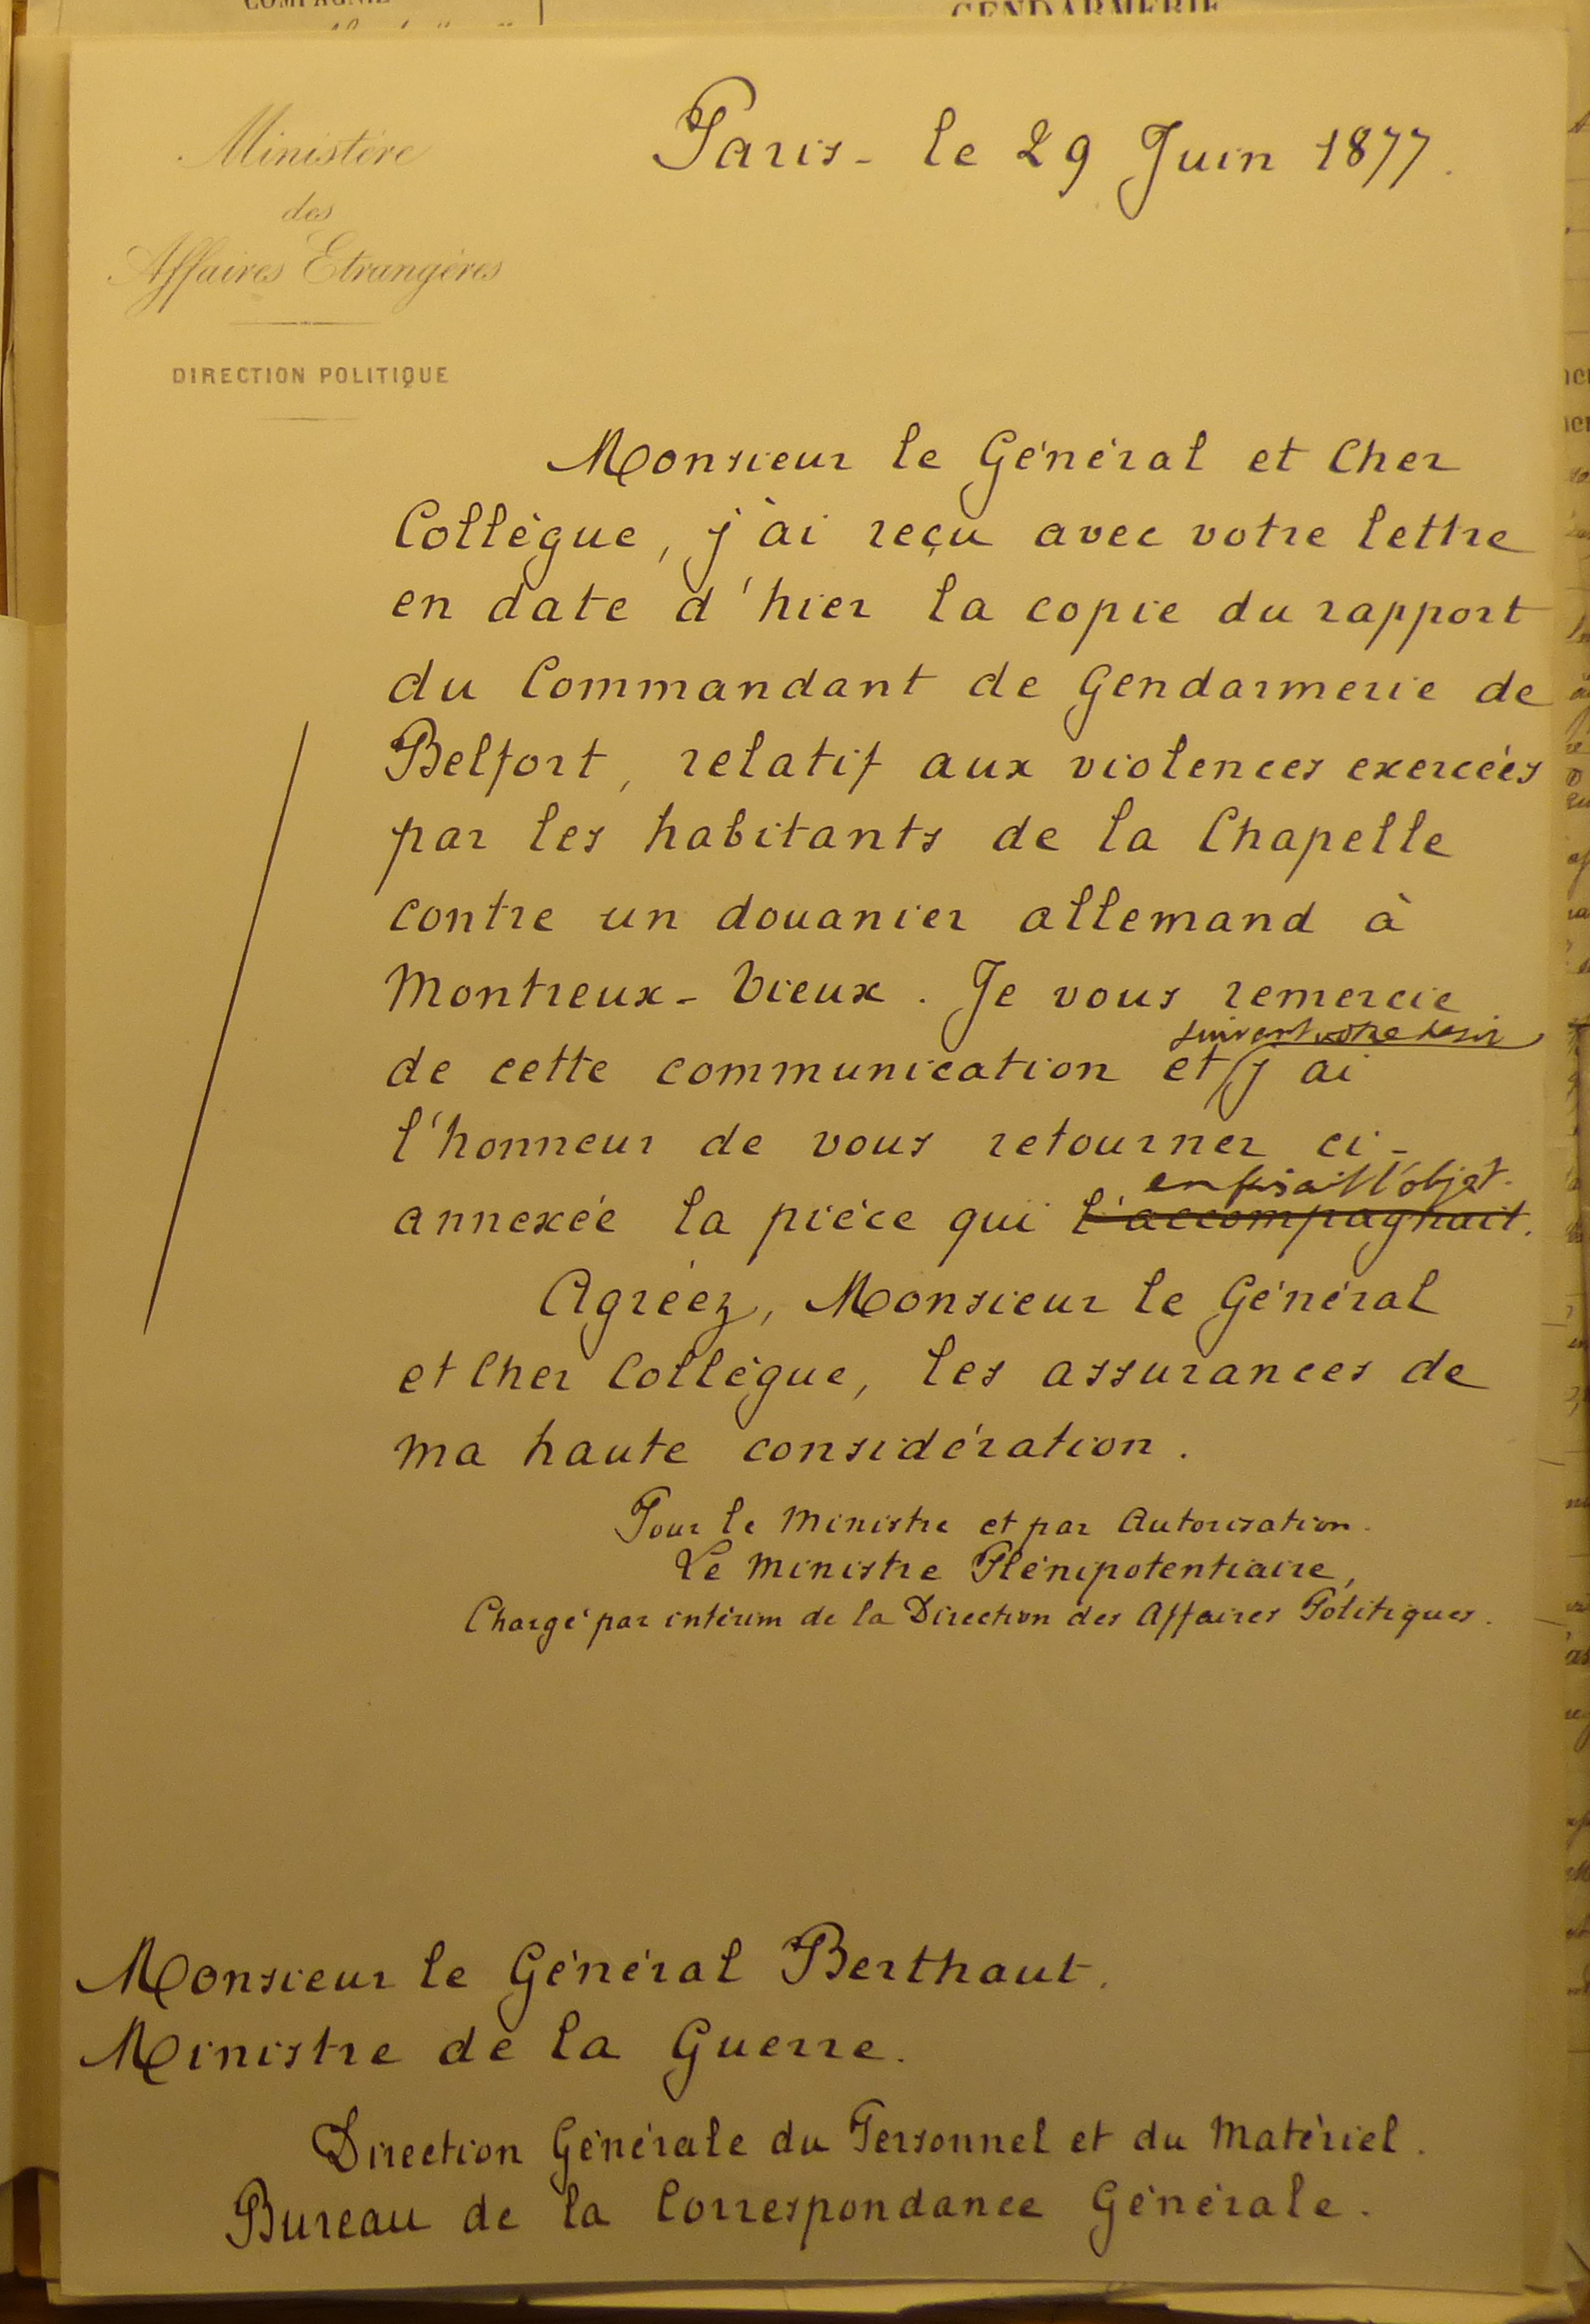 COMPAGNIE
GENDARMERIE
Ministère
des
Affaires Etrangères
DIRECTION POLITIQUE
Paris - le 29 Juin 1877.
Monsieur le Général et Cher
Collègue, j'ai reçu avec votre lettre
en date d'hier la copie du rapport
du Commandant de Gendarmerie de
Belfort, relatif aux violences exercées
par les habitants de la Chapelle
contre un douanier allemand à
Montreux-Vieux. Je vous remercie
suivant votre désir
de cette communication et j'ai
l'honneur de vous retourner ci-
en faisait l'objet.
annexée la pièce qui l'accompagnait.
Agréez, Monsieur le Général
et Cher Collègue, les assurances de
ma haute considération.
Pour le Ministre et par Autorisation.
Le Ministre Plénipotentiaire,
Chargé par intérim de la Direction des Affaires Politiques.
Monsieur le Général Berthaut.
Ministre de la Guerre.
Direction Générale du Personnel et du Matériel.
Bureau de la Correspondance Générale.